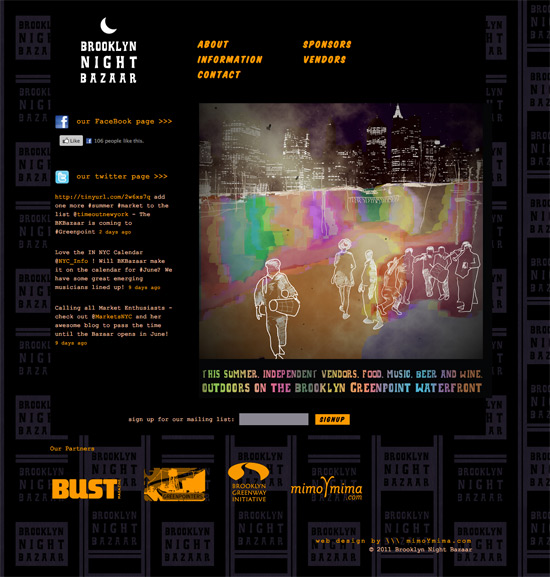 BROOKLYN
NIGHT
BAZAAR
ABOUT
INFORMATION
CONTACT
SPONSORS
VENDORS
our FaceBook page >>>
Like
106 people like this.
our twitter page >>>
http://tinyurl.com/2w6xs7q add
one more #summer #market to the
list @timeoutnewyork - The
BKBazaar is coming to
#Greenpoint 2 days ago
Love the IN NYC Calendar
@NYC_Info ! Will BKBazaar make
it on the calendar for #June? We
have some great emerging
musicians lined up! 9 days ago
Calling all Market Enthusiasts -
check out @MarketsNYC and her
awesome blog to pass the time
until the Bazaar opens in June!
9 days ago
THIS SUMMER, INDEPENDENT VENDORS, FOOD, MUSIC, BEER AND WINE,
OUTDOORS ON THE BROOKLYN GREENPOINT WATERFRONT
sign up for our mailing list:
SIGNUP
Our Partners
BUST
MAGAZINE
GREENPOINTERS
BROOKLYN
GREENWAY
INITIATIVE
mimoYmima
.com
web design by \\\\ mimoYmima.com
© 2011 Brooklyn Night Bazaar